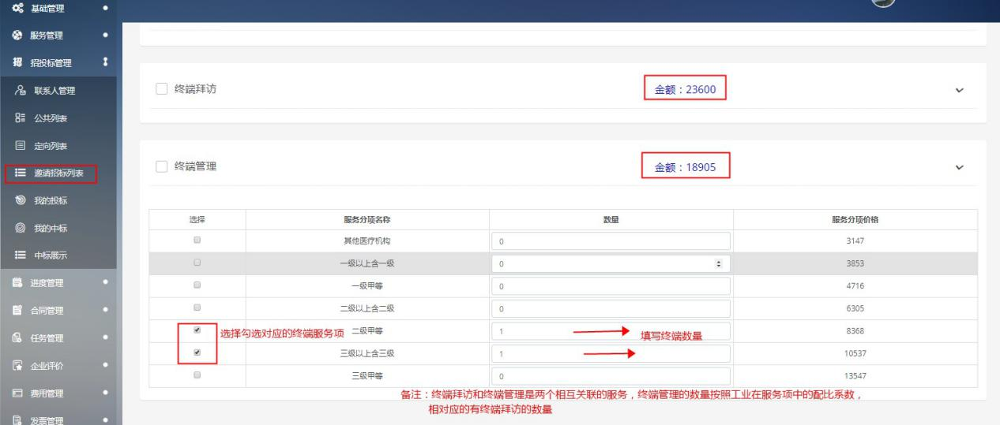 基础管理
服务管理
招投标管理
联系人管理
公共列表
定向列表
邀请招标列表
我的投标
我的中标
中标展示
进度管理
合同管理
任务管理
企业评价
费用管理
发票管理
终端拜访 金额：23600
终端管理 金额：18905
选择 服务分项名称 数量 服务分项价格
其他医疗机构 0 3147
一级以上含一级 0 3853
一级甲等 0 4716
二级以上含二级 0 6305
选择勾选对应的终端服务项 二级甲等 1 填写终端数量 8368
三级以上含三级 1 10537
三级甲等 0 13547
备注：终端拜访和终端管理是两个相互关联的服务，终端管理的数量按照工业在服务项中的配比系数，
相对应的有终端拜访的数量